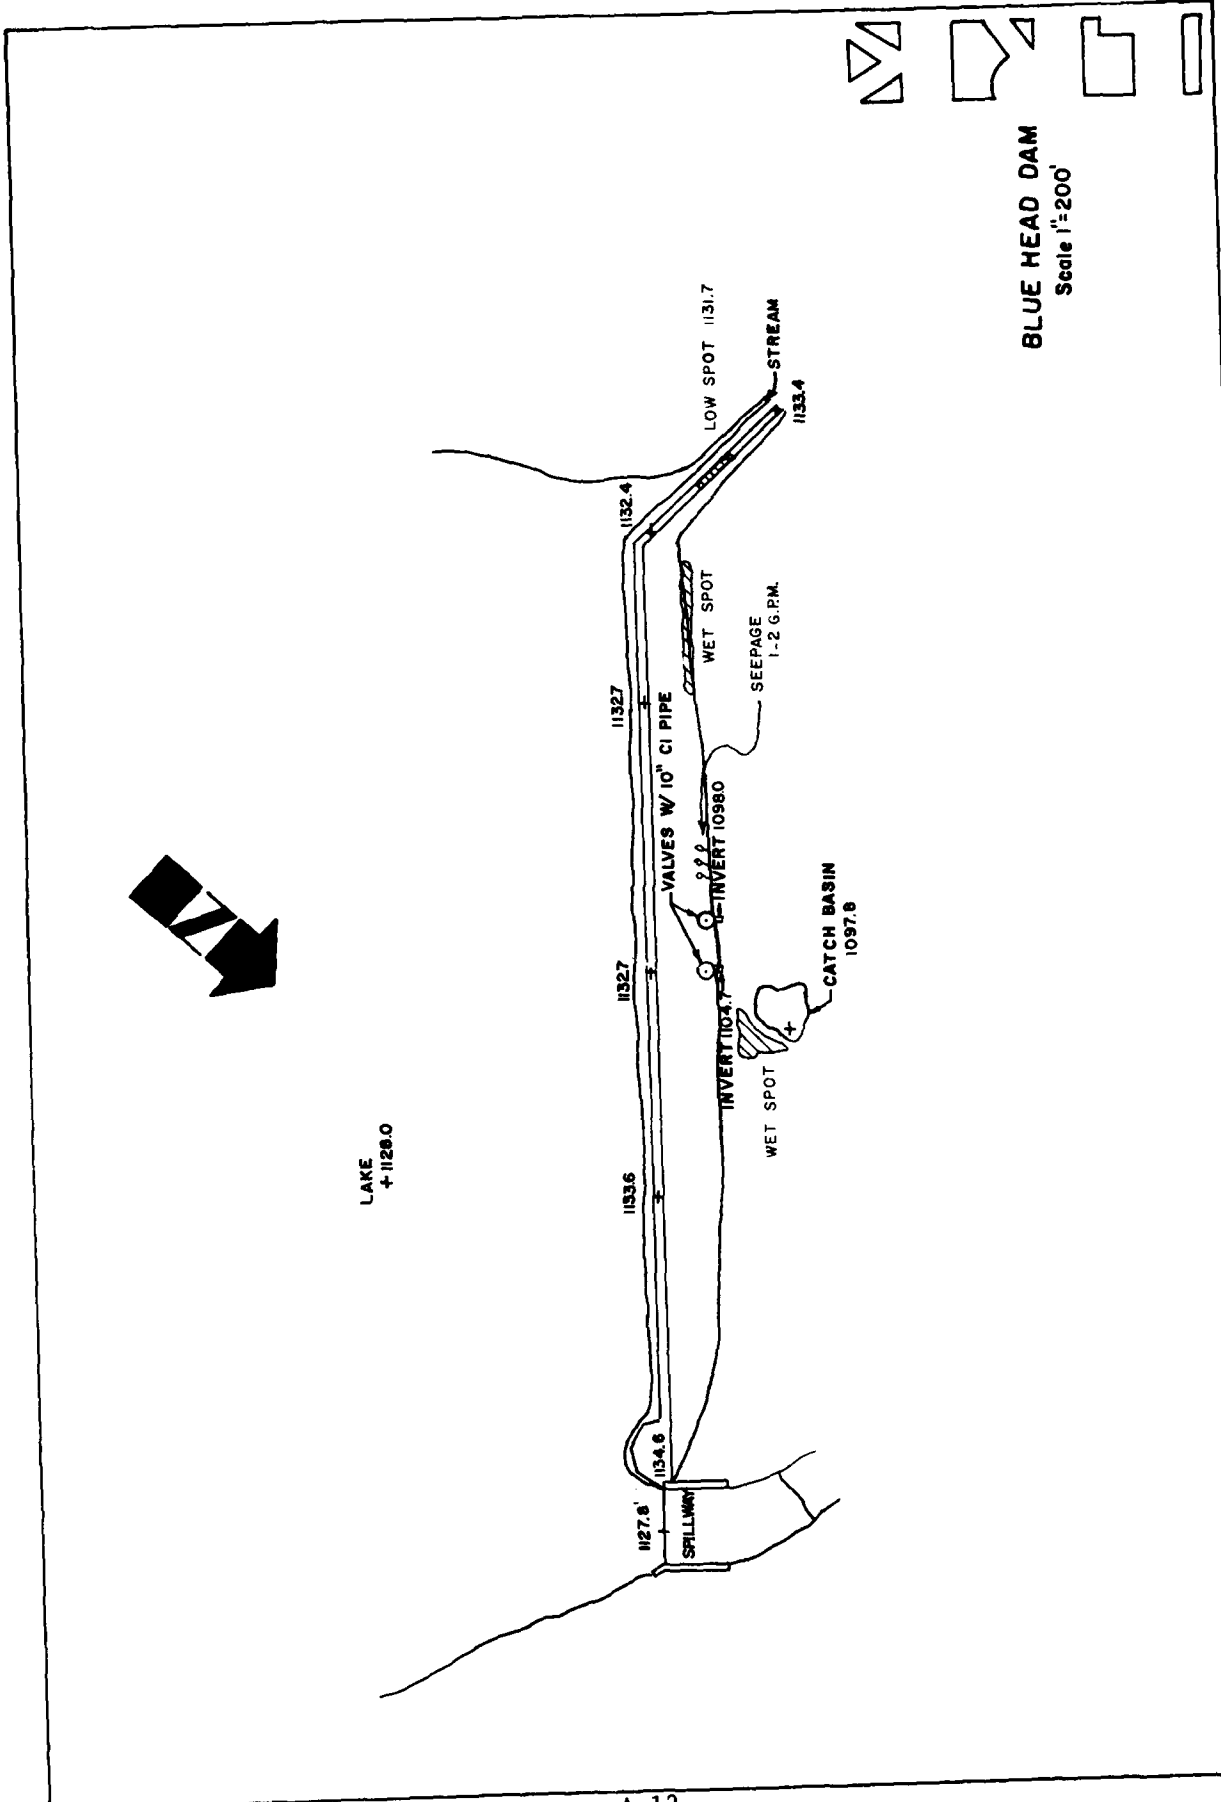 BLUE HEAD DAM
Scale 1"=200'
LAKE
+ 1128.0
1127.8'
SPILLWAY
1134.6
1133.6
1132.7
1132.7
1132.4
LOW SPOT 1131.7
STREAM
1133.4
VALVES W/ 10" CI PIPE
WET SPOT
SEEPAGE
1-2 G.P.M.
INVERT 1098.0
INVERT 1104.7
WET SPOT
CATCH BASIN
1097.8